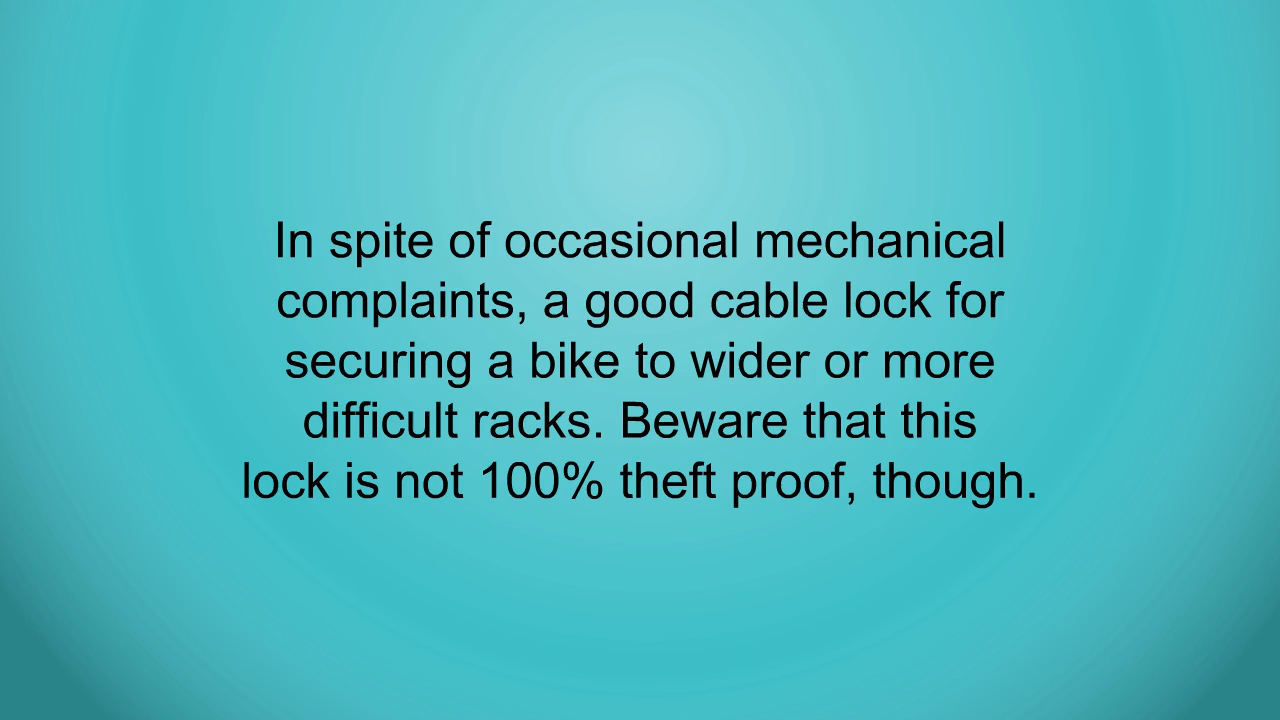 In spite of occasional mechanical
complaints, a good cable lock for
securing a bike to wider or more
difficult racks. Beware that this
lock is not 100% theft proof, though.